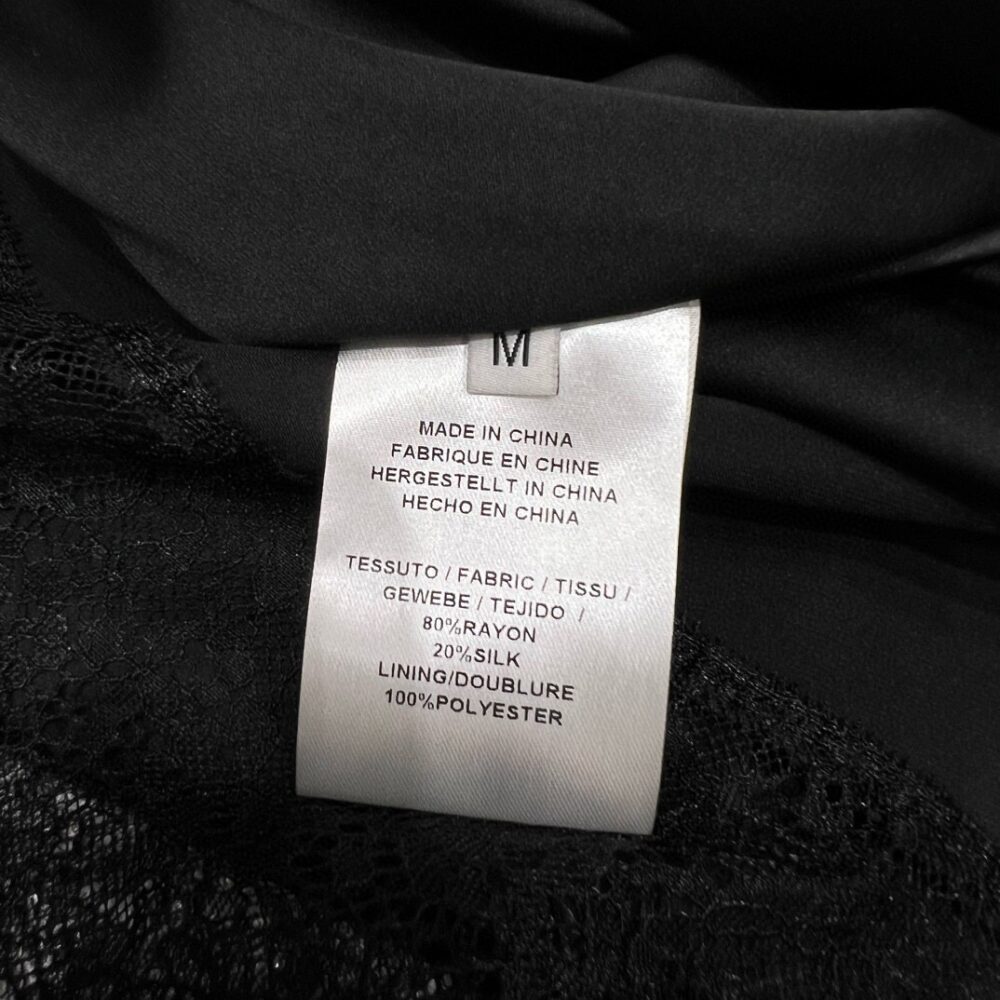 M
MADE IN CHINA
FABRIQUE EN CHINE
HERGESTELLT IN CHINA
HECHO EN CHINA
TESSUTO / FABRIC / TISSU /
GEWEBE / TEJIDO /
80%RAYON
20%SILK
LINING/DOUBLURE
100%POLYESTER